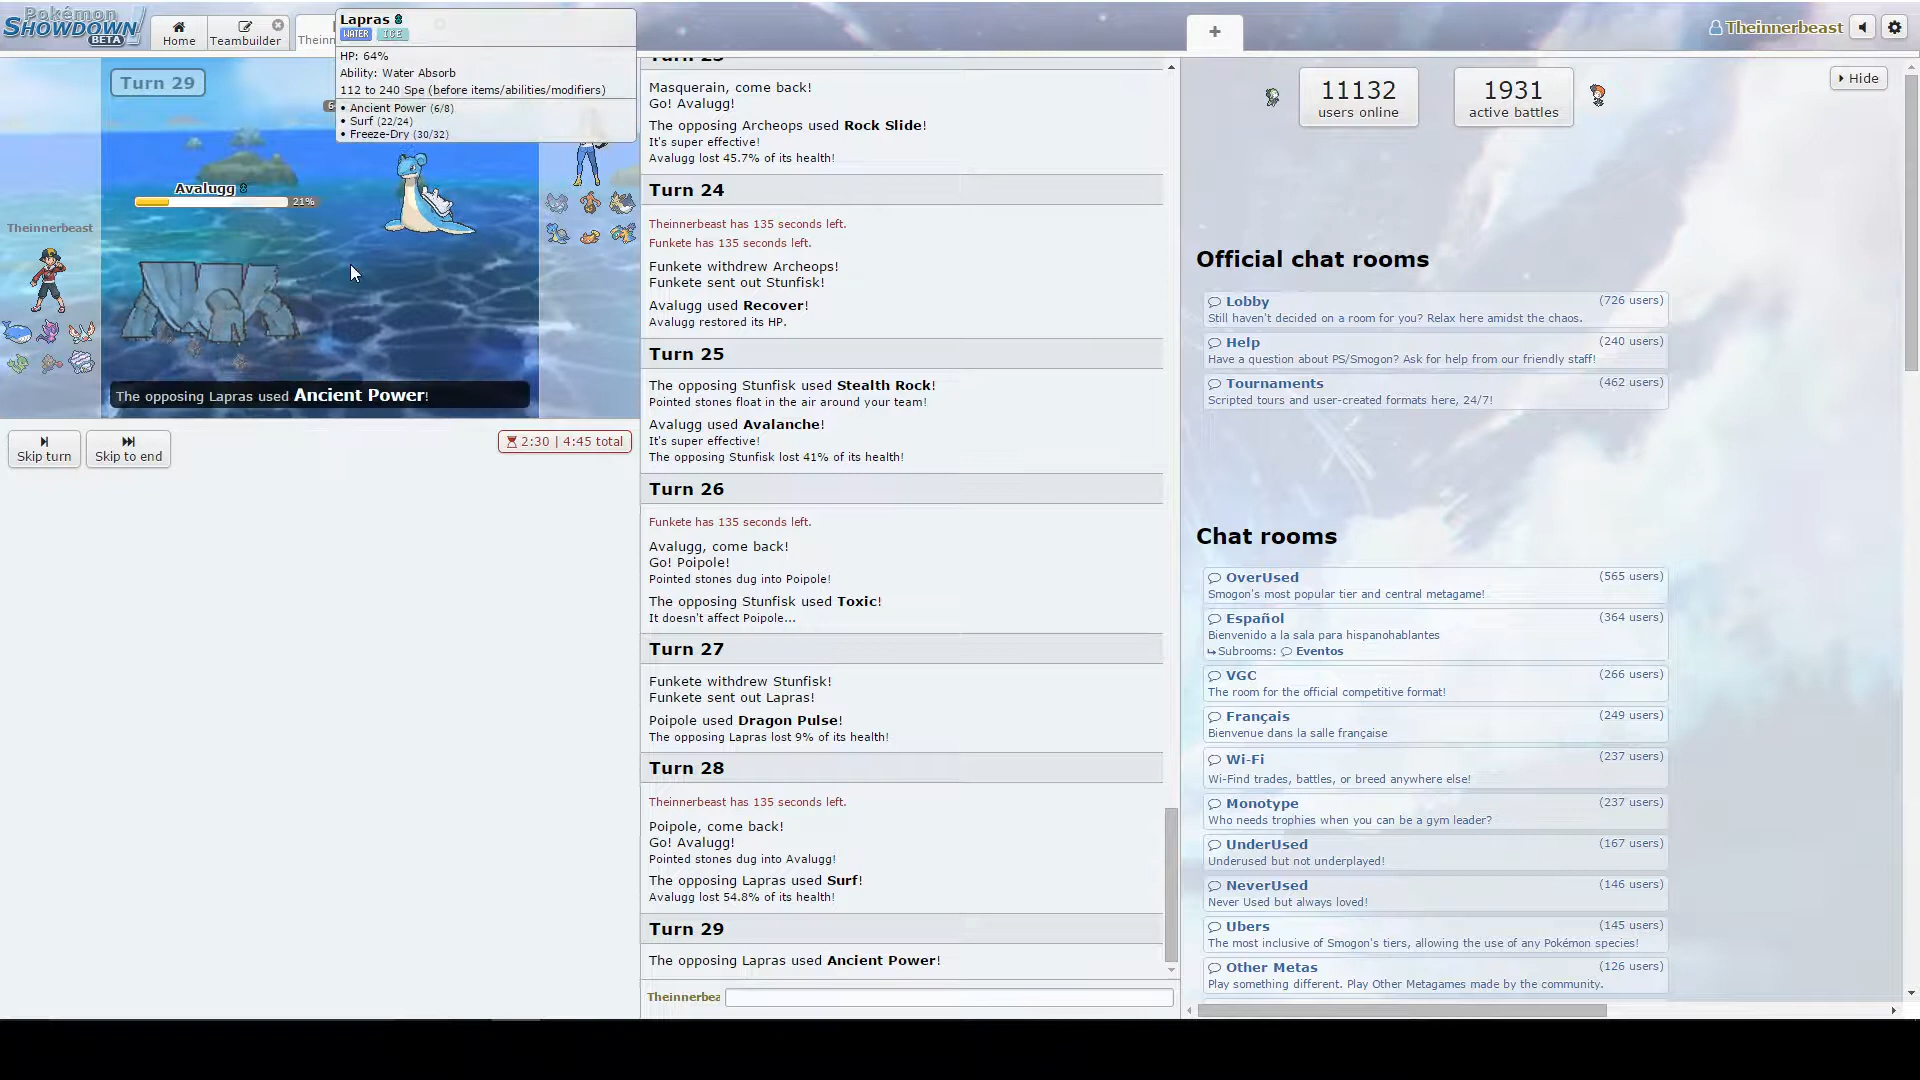 Pokémon
SHOWDOWN!
BETA
Home
Teambuilder
Theinn
Lapras
WATER ICE
HP: 64%
Ability: Water Absorb
112 to 240 Spe (before items/abilities/modifiers)
• Ancient Power (6/8)
• Surf (22/24)
• Freeze-Dry (30/32)
Turn 29
Avalugg
21%
Theinnerbeast
The opposing Lapras used Ancient Power!
Skip turn
Skip to end
2:30 | 4:45 total
Masquerain, come back!
Go! Avalugg!
The opposing Archeops used Rock Slide!
It's super effective!
Avalugg lost 45.7% of its health!
Turn 24
Theinnerbeast has 135 seconds left.
Funkete has 135 seconds left.
Funkete withdrew Archeops!
Funkete sent out Stunfisk!
Avalugg used Recover!
Avalugg restored its HP.
Turn 25
The opposing Stunfisk used Stealth Rock!
Pointed stones float in the air around your team!
Avalugg used Avalanche!
It's super effective!
The opposing Stunfisk lost 41% of its health!
Turn 26
Funkete has 135 seconds left.
Avalugg, come back!
Go! Poipole!
Pointed stones dug into Poipole!
The opposing Stunfisk used Toxic!
It doesn't affect Poipole...
Turn 27
Funkete withdrew Stunfisk!
Funkete sent out Lapras!
Poipole used Dragon Pulse!
The opposing Lapras lost 9% of its health!
Turn 28
Theinnerbeast has 135 seconds left.
Poipole, come back!
Go! Avalugg!
Pointed stones dug into Avalugg!
The opposing Lapras used Surf!
Avalugg lost 54.8% of its health!
Turn 29
The opposing Lapras used Ancient Power!
Theinnerbea
+
Theinnerbeast
Hide
11132
users online
1931
active battles
Official chat rooms
Lobby (726 users)
Still haven't decided on a room for you? Relax here amidst the chaos.
Help (240 users)
Have a question about PS/Smogon? Ask for help from our friendly staff!
Tournaments (462 users)
Scripted tours and user-created formats here, 24/7!
Chat rooms
OverUsed (565 users)
Smogon's most popular tier and central metagame!
Español (364 users)
Bienvenido a la sala para hispanohablantes
Subrooms: Eventos
VGC (266 users)
The room for the official competitive format!
Français (249 users)
Bienvenue dans la salle française
Wi-Fi (237 users)
Wi-Find trades, battles, or breed anywhere else!
Monotype (237 users)
Who needs trophies when you can be a gym leader?
UnderUsed (167 users)
Underused but not underplayed!
NeverUsed (146 users)
Never Used but always loved!
Ubers (145 users)
The most inclusive of Smogon's tiers, allowing the use of any Pokémon species!
Other Metas (126 users)
Play something different. Play Other Metagames made by the community.